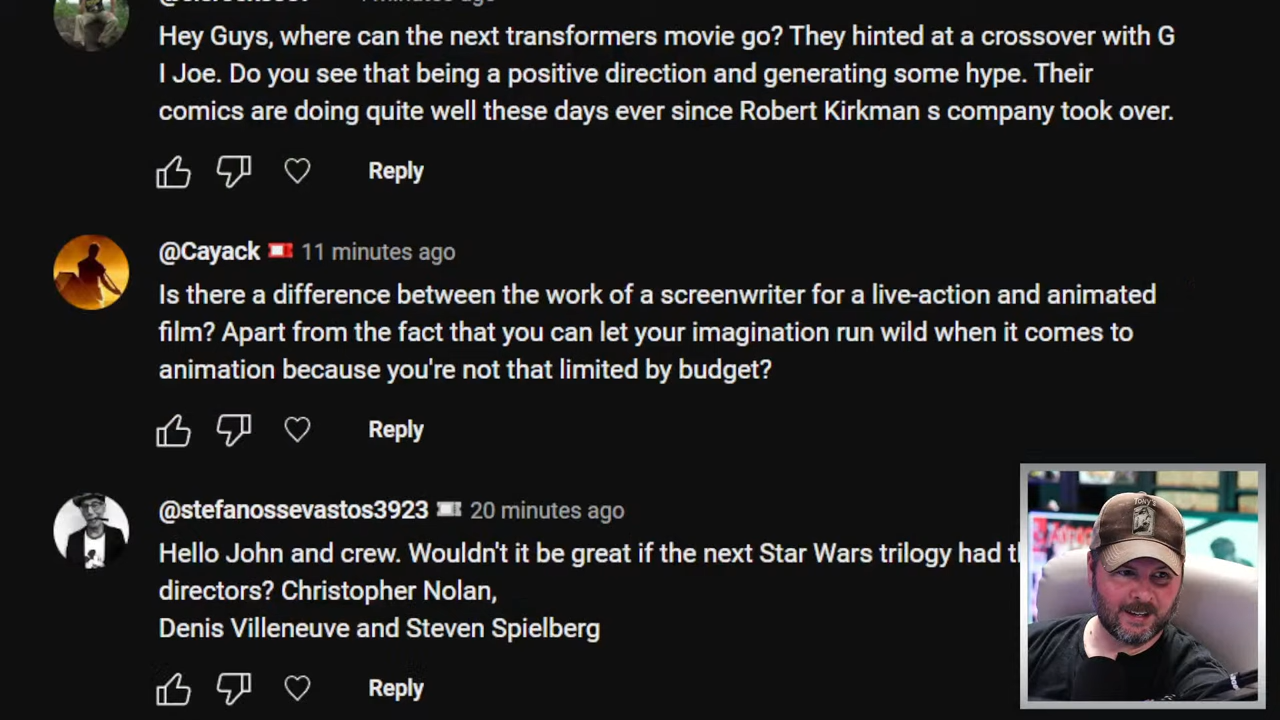 Hey Guys, where can the next transformers movie go? They hinted at a crossover with G
I Joe. Do you see that being a positive direction and generating some hype. Their
comics are doing quite well these days ever since Robert Kirkman s company took over.
Reply
@Cayack 11 minutes ago
Is there a difference between the work of a screenwriter for a live-action and animated
film? Apart from the fact that you can let your imagination run wild when it comes to
animation because you're not that limited by budget?
Reply
@stefanossevastos3923 20 minutes ago
Hello John and crew. Wouldn't it be great if the next Star Wars trilogy had
directors? Christopher Nolan,
Denis Villeneuve and Steven Spielberg
Reply
TONY'S